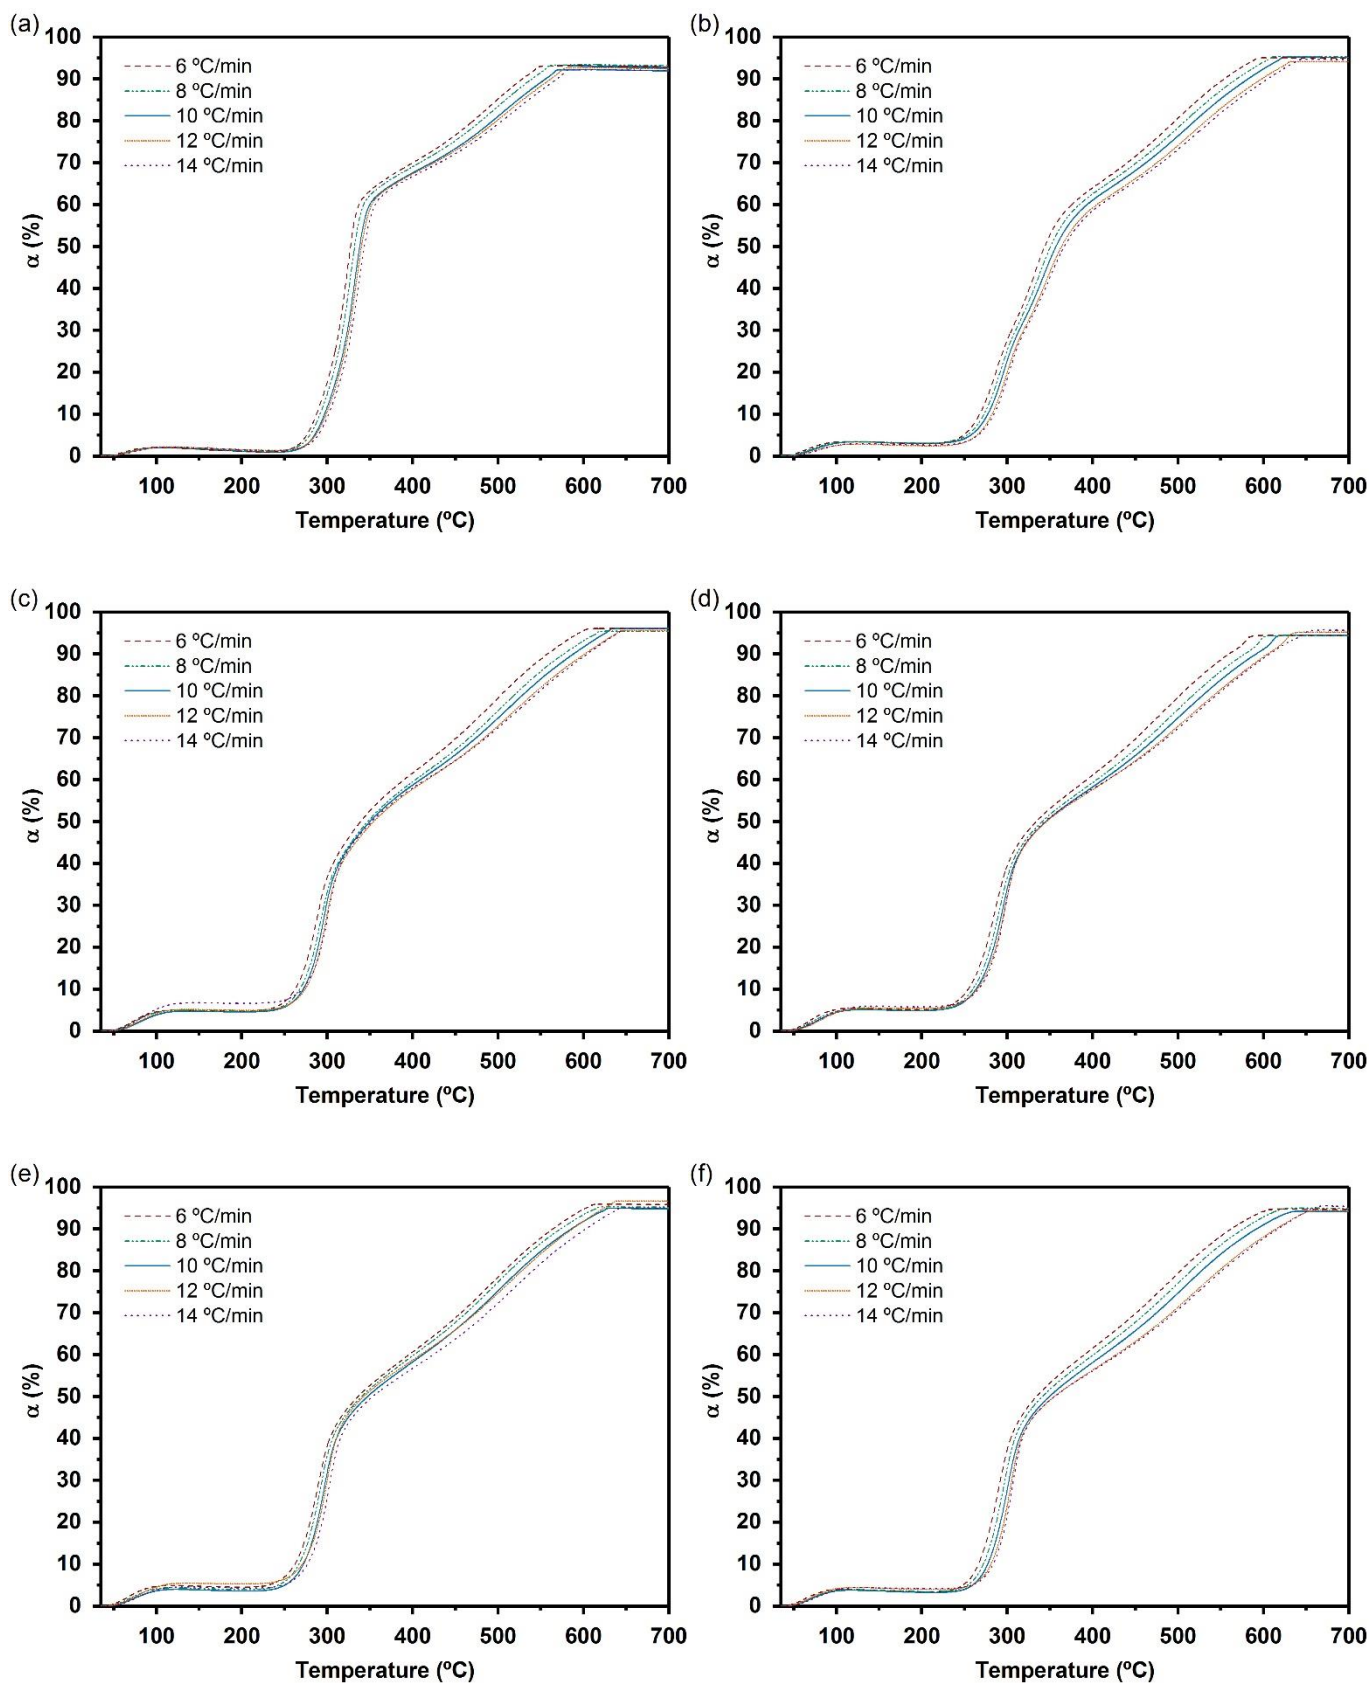 (a)
100
90
80
70
60
50
40
30
20
10
0
α (%)
6 ºC/min
8 ºC/min
10 ºC/min
12 ºC/min
14 ºC/min
100 200 300 400 500 600 700
Temperature (ºC)
(b)
100
90
80
70
60
50
40
30
20
10
0
α (%)
6 ºC/min
8 ºC/min
10 ºC/min
12 ºC/min
14 ºC/min
100 200 300 400 500 600 700
Temperature (ºC)
(c)
100
90
80
70
60
50
40
30
20
10
0
α (%)
6 ºC/min
8 ºC/min
10 ºC/min
12 ºC/min
14 ºC/min
100 200 300 400 500 600 700
Temperature (ºC)
(d)
100
90
80
70
60
50
40
30
20
10
0
α (%)
6 ºC/min
8 ºC/min
10 ºC/min
12 ºC/min
14 ºC/min
100 200 300 400 500 600 700
Temperature (ºC)
(e)
100
90
80
70
60
50
40
30
20
10
0
α (%)
6 ºC/min
8 ºC/min
10 ºC/min
12 ºC/min
14 ºC/min
100 200 300 400 500 600 700
Temperature (ºC)
(f)
100
90
80
70
60
50
40
30
20
10
0
α (%)
6 ºC/min
8 ºC/min
10 ºC/min
12 ºC/min
14 ºC/min
100 200 300 400 500 600 700
Temperature (ºC)